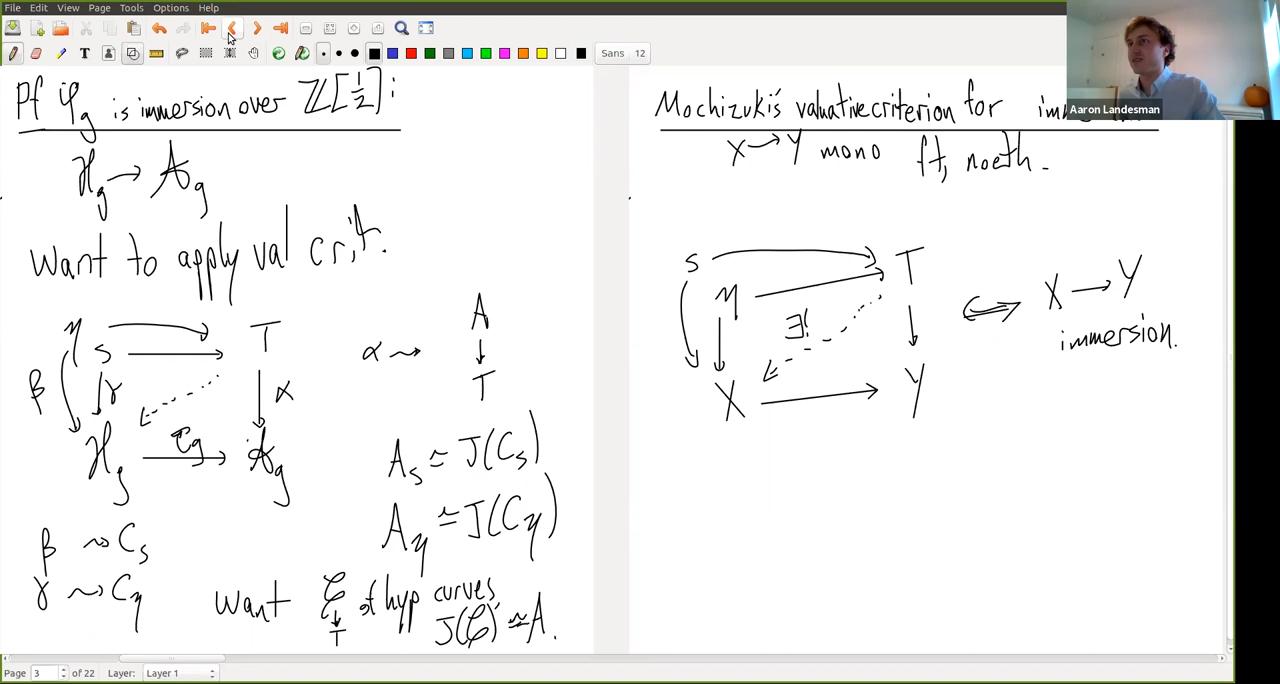 File Edit View Page Tools Options Help
Sans 12
Aaron Landesman
Pf φg is immersion over ℤ[1/2]:
Hg → Ag
Want to apply val crit.
η s T
β γ α
Hg τg Ag
α ⇝ A ↓ T
As ≃ J(Cs)
Aη ≃ J(Cη)
β ⇝ Cs
γ ⇝ Cη
Want 𝒞 ↓ T of hyp curves, J(𝒞) ≃ A.
Mochizuki's valuative criterion for
X → Y mono ft, noeth.
s T
η
∃!
X → Y
⟺ X → Y
immersion.
Page 3 of 22 Layer: Layer 1